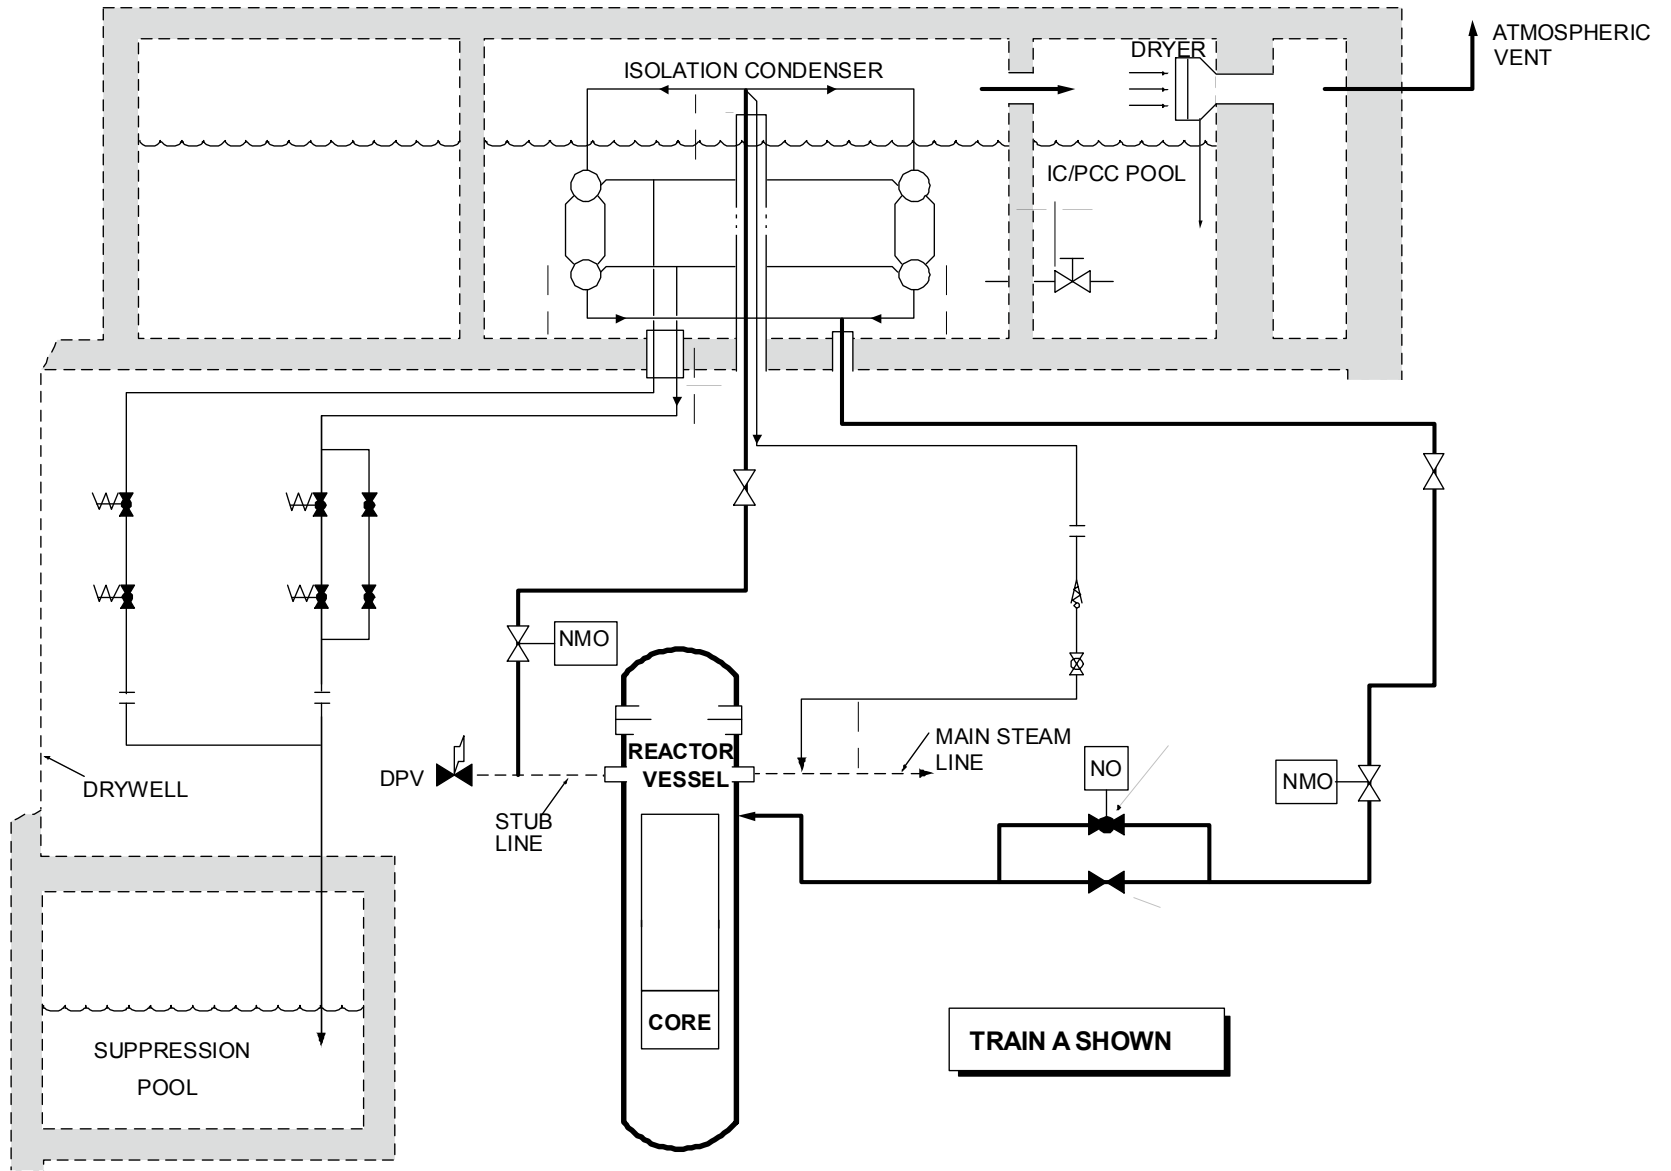 ATMOSPHERIC
VENT
DRYER
ISOLATION CONDENSER
IC/PCC POOL
NMO
REACTOR
VESSEL
MAIN STEAM
LINE
DPV
STUB
LINE
NO
NMO
DRYWELL
CORE
TRAIN A SHOWN
SUPPRESSION
POOL